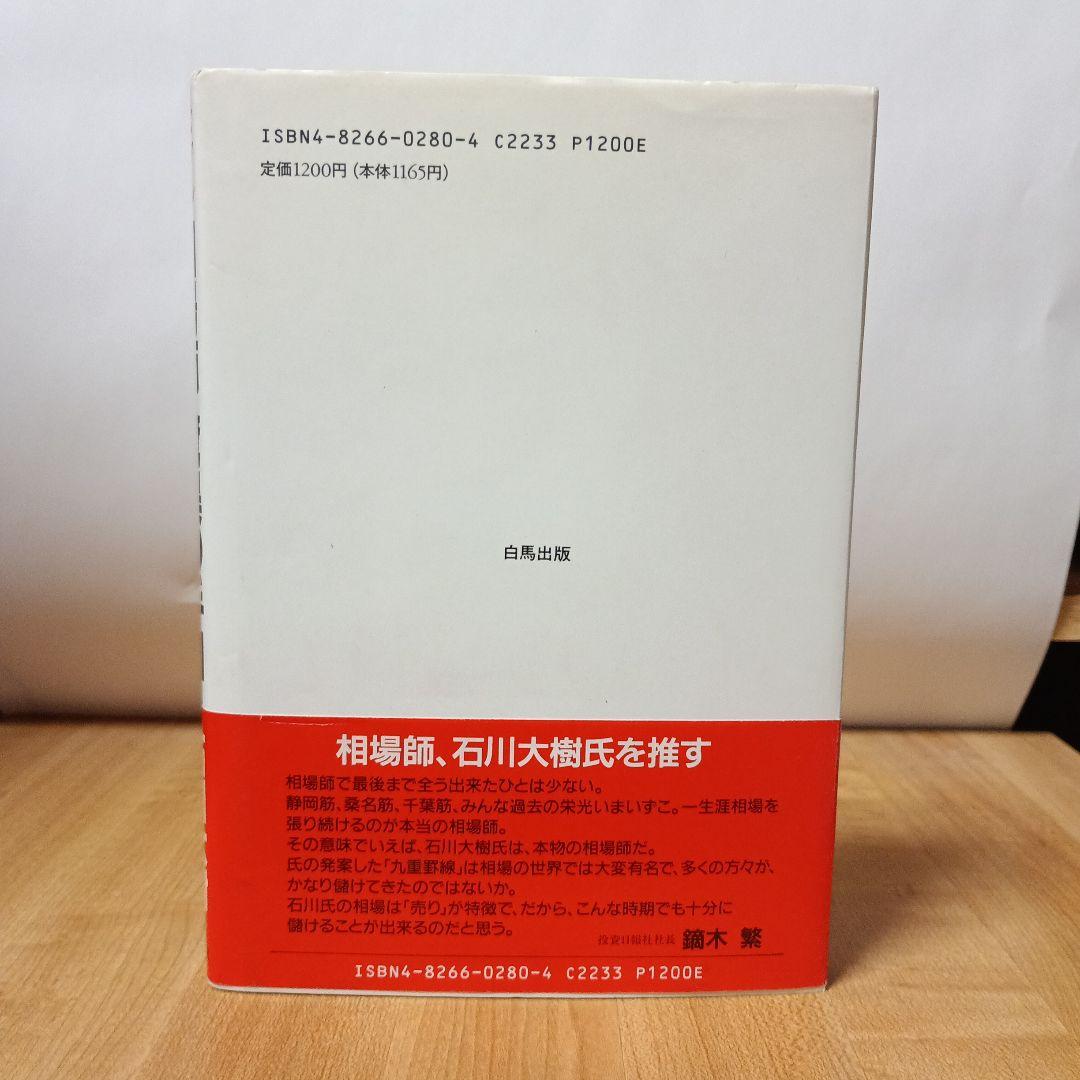 ISBN4-8266-0280-4 C2233 P1200E
定価1200円(本体1165円)
白馬出版
相場師、石川大樹氏を推す
相場師で最後まで全う出来たひとは少ない。
静岡筋、桑名筋、千葉筋、みんな過去の栄光いまいずこ。一生涯相場を
張り続けるのが本当の相場師。
その意味でいえば、石川大樹氏は、本物の相場師だ。
氏の発案した「九重罫線」は相場の世界では大変有名で、多くの方々が、
かなり儲けてきたのではないか。
石川氏の相場は「売り」が特徴で、だから、こんな時期でも十分に
儲けることが出来るのだと思う。
投資日報社社長 鏑木 繁
ISBN4-8266-0280-4 C2233 P1200E